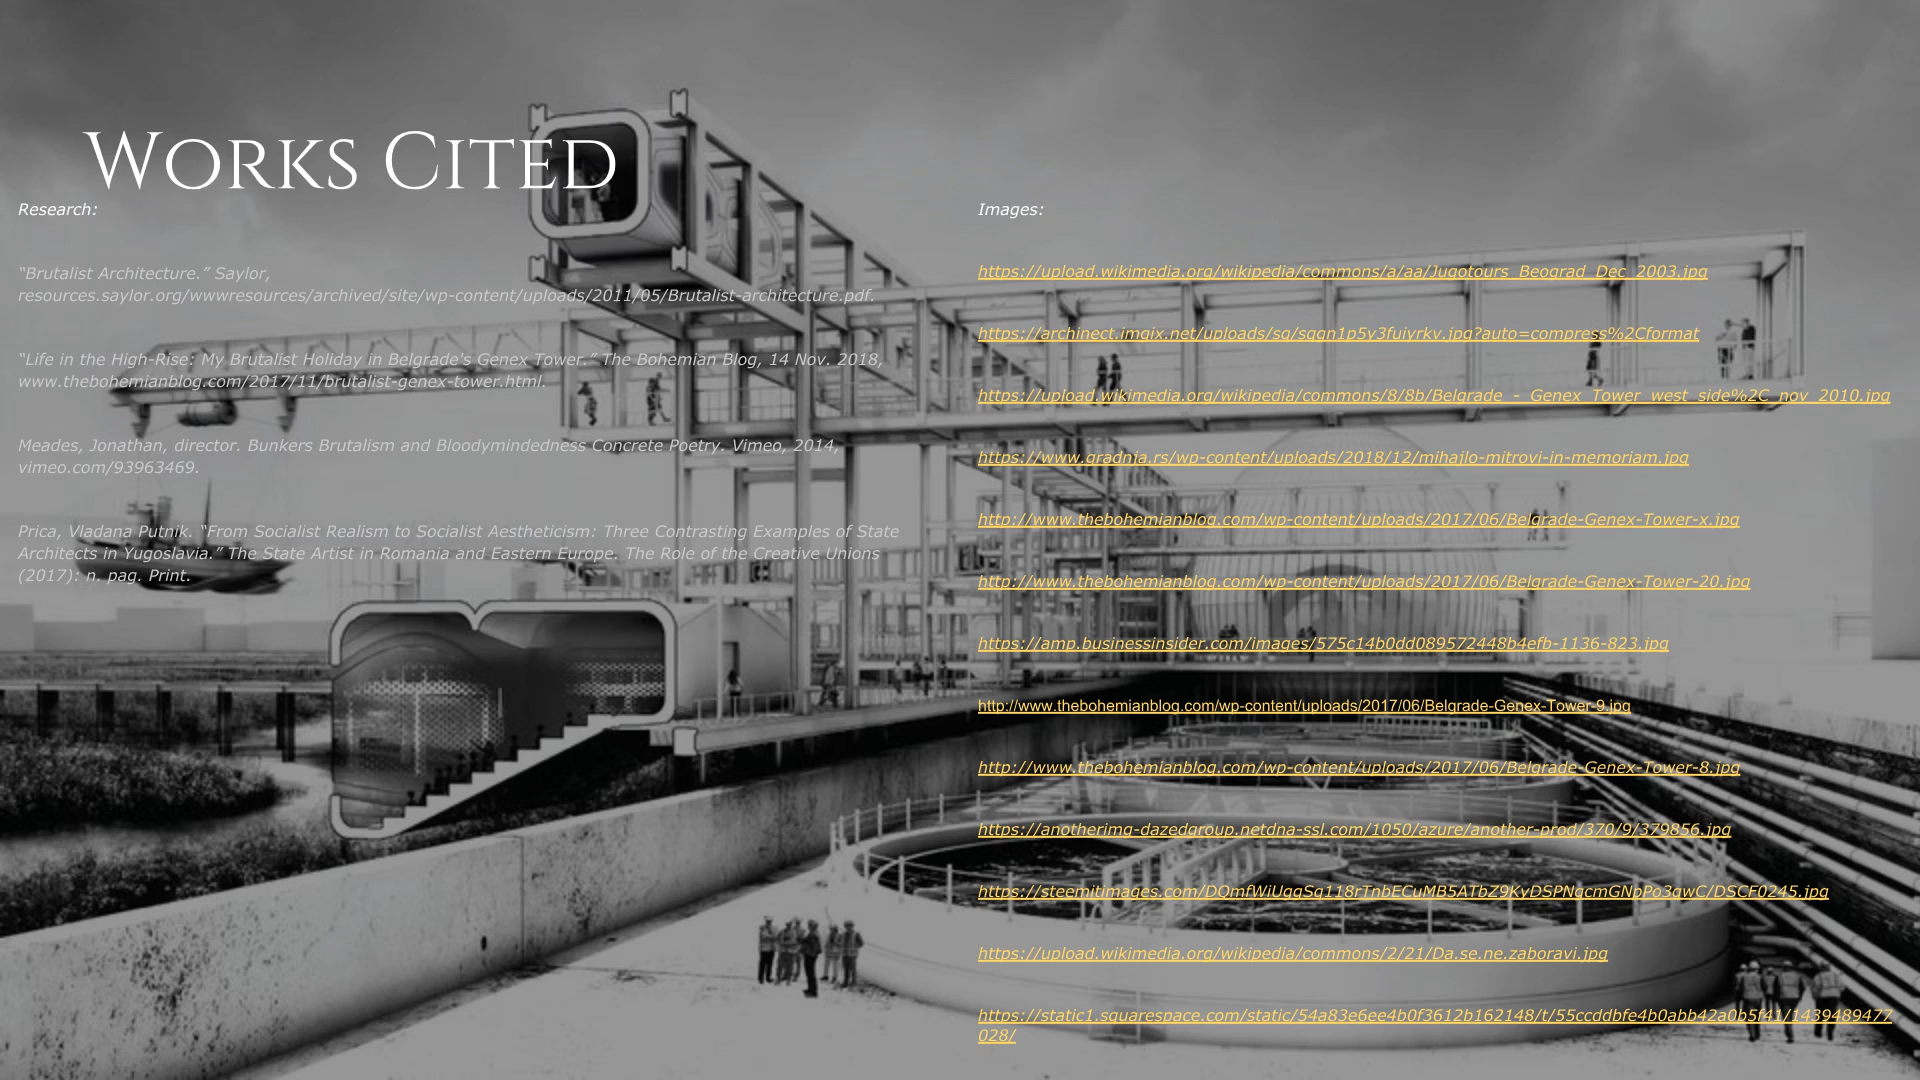 Works Cited
Research:
“Brutalist Architecture.” Saylor,
resources.saylor.org/wwwresources/archived/site/wp-content/uploads/2011/05/Brutalist-architecture.pdf.
“Life in the High-Rise: My Brutalist Holiday in Belgrade's Genex Tower.” The Bohemian Blog, 14 Nov. 2018,
www.thebohemianblog.com/2017/11/brutalist-genex-tower.html.
Meades, Jonathan, director. Bunkers Brutalism and Bloodymindedness Concrete Poetry. Vimeo, 2014,
vimeo.com/93963469.
Prica, Vladana Putnik. “From Socialist Realism to Socialist Aestheticism: Three Contrasting Examples of State
Architects in Yugoslavia.” The State Artist in Romania and Eastern Europe. The Role of the Creative Unions
(2017): n. pag. Print.
Images:
https://upload.wikimedia.org/wikipedia/commons/a/aa/Jugotours_Beograd_Dec_2003.jpg
https://archinect.imgix.net/uploads/sg/sgqn1p5y3fuiyrkv.jpg?auto=compress%2Cformat
https://upload.wikimedia.org/wikipedia/commons/8/8b/Belgrade_-_Genex_Tower_west_side%2C_nov_2010.jpg
https://www.gradnja.rs/wp-content/uploads/2018/12/mihajlo-mitrovi-in-memoriam.jpg
http://www.thebohemianblog.com/wp-content/uploads/2017/06/Belgrade-Genex-Tower-x.jpg
http://www.thebohemianblog.com/wp-content/uploads/2017/06/Belgrade-Genex-Tower-20.jpg
https://amp.businessinsider.com/images/575c14b0dd089572448b4efb-1136-823.jpg
http://www.thebohemianblog.com/wp-content/uploads/2017/06/Belgrade-Genex-Tower-9.jpg
http://www.thebohemianblog.com/wp-content/uploads/2017/06/Belgrade-Genex-Tower-8.jpg
https://anotherimg-dazedgroup.netdna-ssl.com/1050/azure/another-prod/370/9/379856.jpg
https://steemitimages.com/DQmfWiUqgSq118rTnbECuMB5ATbZ9KyDSPNqcmGNpPo3qwC/DSCF0245.jpg
https://upload.wikimedia.org/wikipedia/commons/2/21/Da.se.ne.zaboravi.jpg
https://static1.squarespace.com/static/54a83e6ee4b0f3612b162148/t/55ccddbfe4b0abb42a0b5f41/1439489477
028/